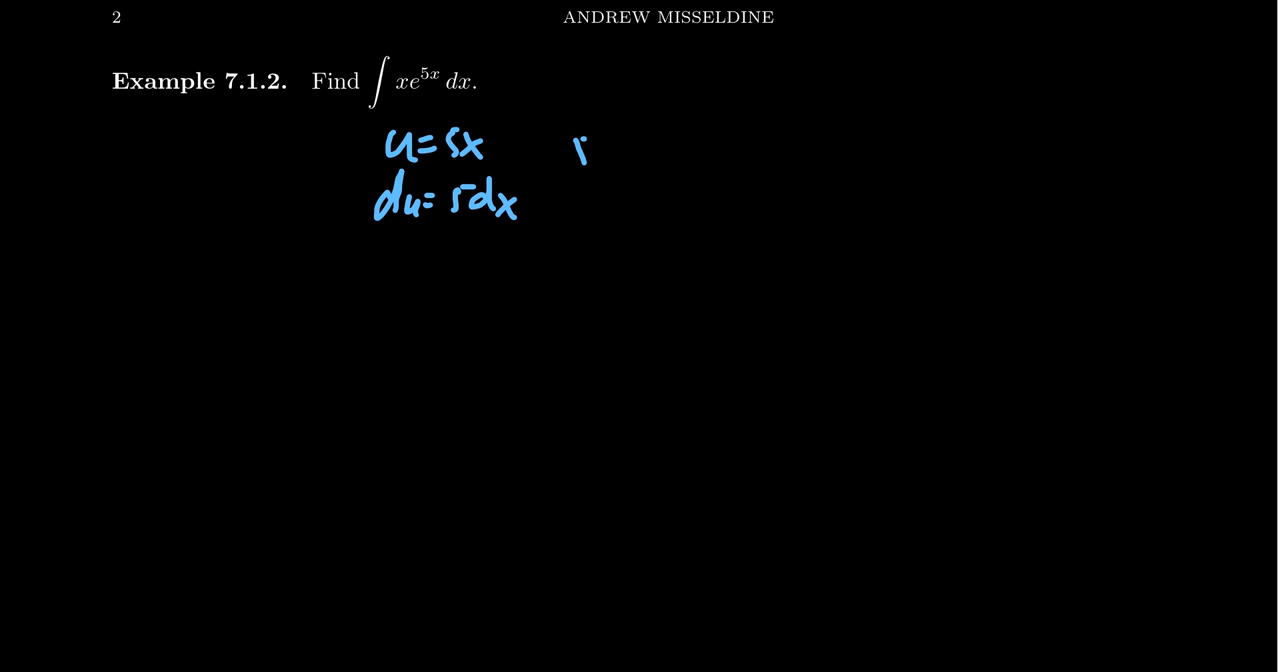 2 ANDREW MISSELDINE
Example 7.1.2. Find ∫ xe^{5x} dx.
u = 5x
du = 5dx